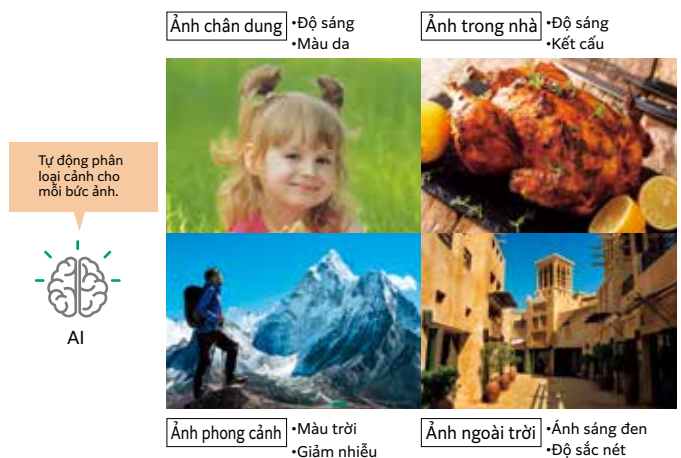 Ảnh chân dung
•Độ sáng
•Màu da
Ảnh trong nhà
•Độ sáng
•Kết cấu
Tự động phân
loại cảnh cho
mỗi bức ảnh.
AI
Ảnh phong cảnh
•Màu trời
•Giảm nhiễu
Ảnh ngoài trời
•Ánh sáng đen
•Độ sắc nét